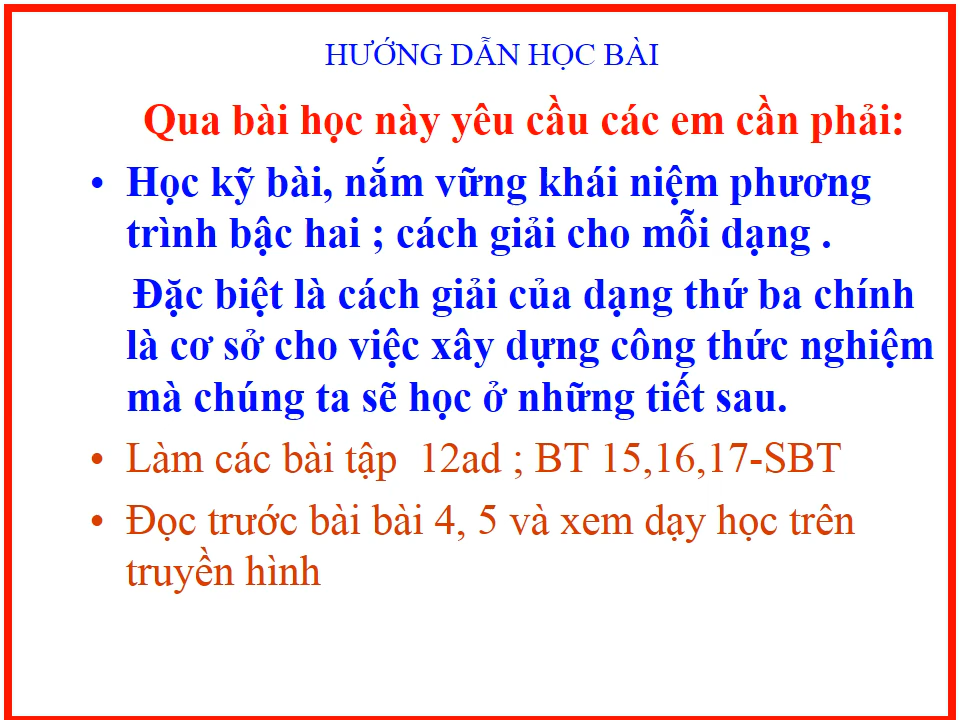 HƯỚNG DẪN HỌC BÀI
Qua bài học này yêu cầu các em cần phải:
• Học kỹ bài, nắm vững khái niệm phương
trình bậc hai ; cách giải cho mỗi dạng .
Đặc biệt là cách giải của dạng thứ ba chính
là cơ sở cho việc xây dựng công thức nghiệm
mà chúng ta sẽ học ở những tiết sau.
• Làm các bài tập 12ad ; BT 15,16,17-SBT
• Đọc trước bài bài 4, 5 và xem dạy học trên
truyền hình